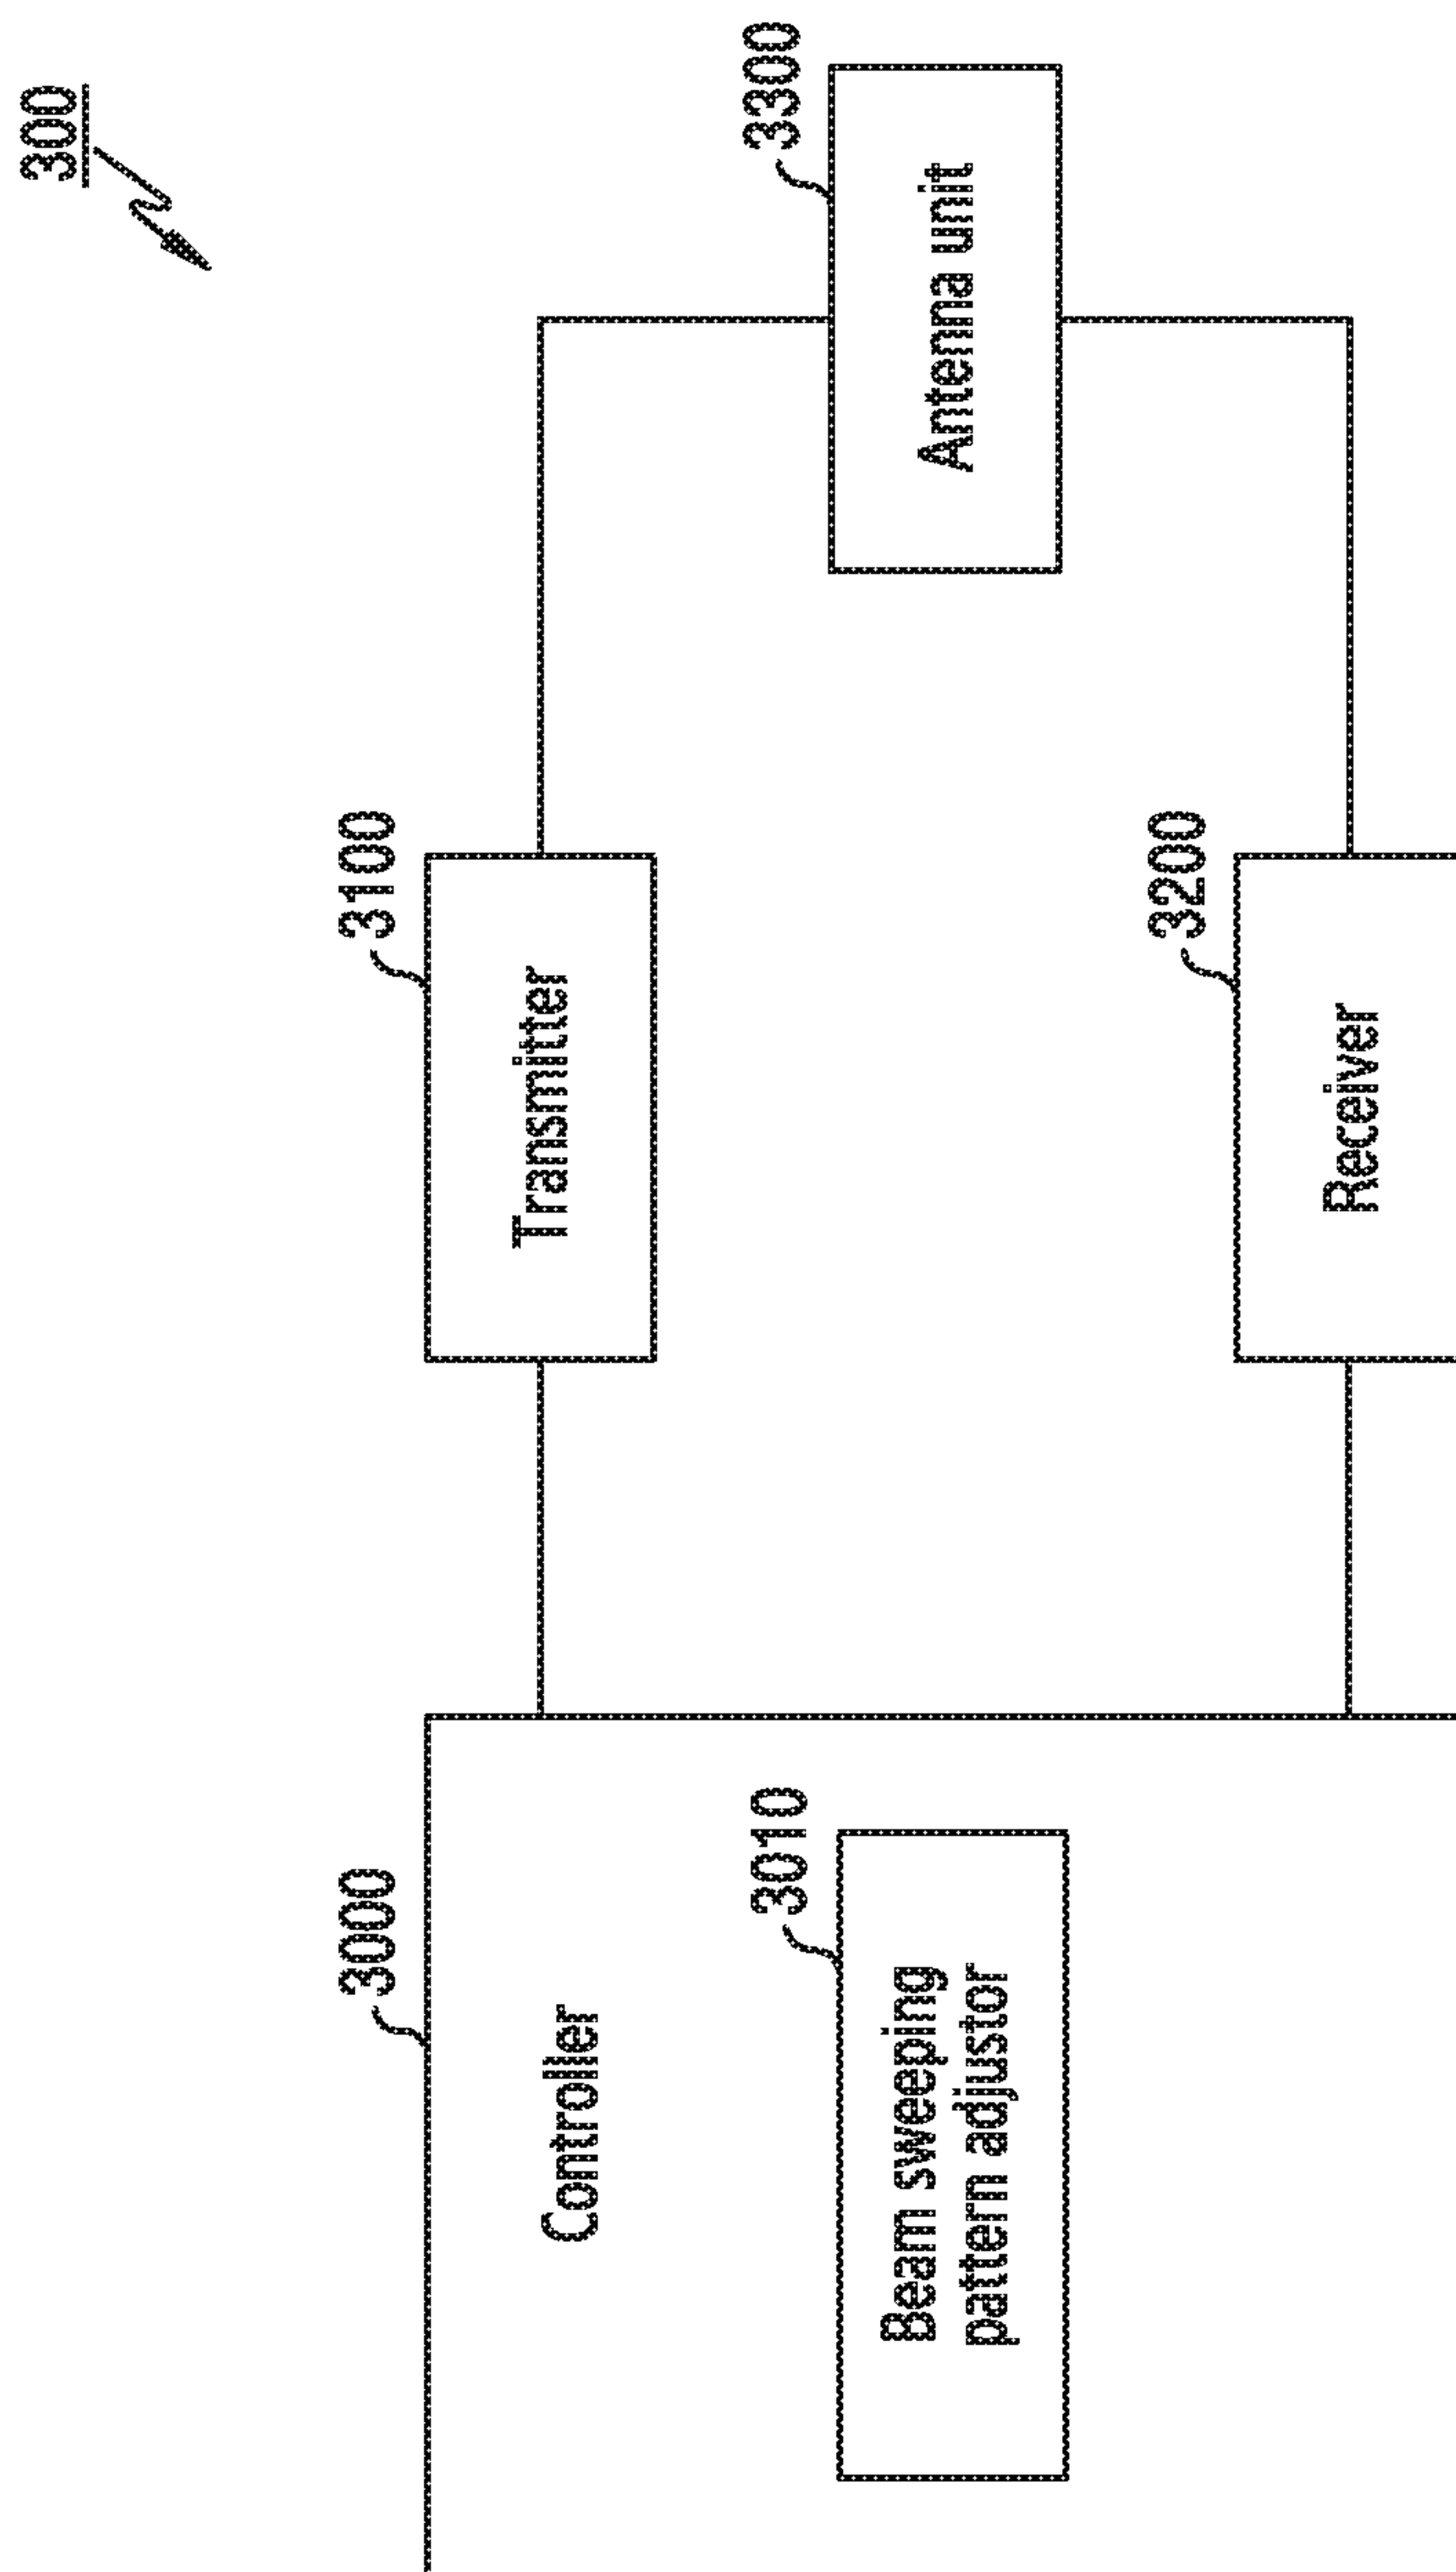 300
3000
Controller
3010
Beam sweeping
pattern adjustor
3100
Transmitter
3200
Receiver
3300
Antenna unit